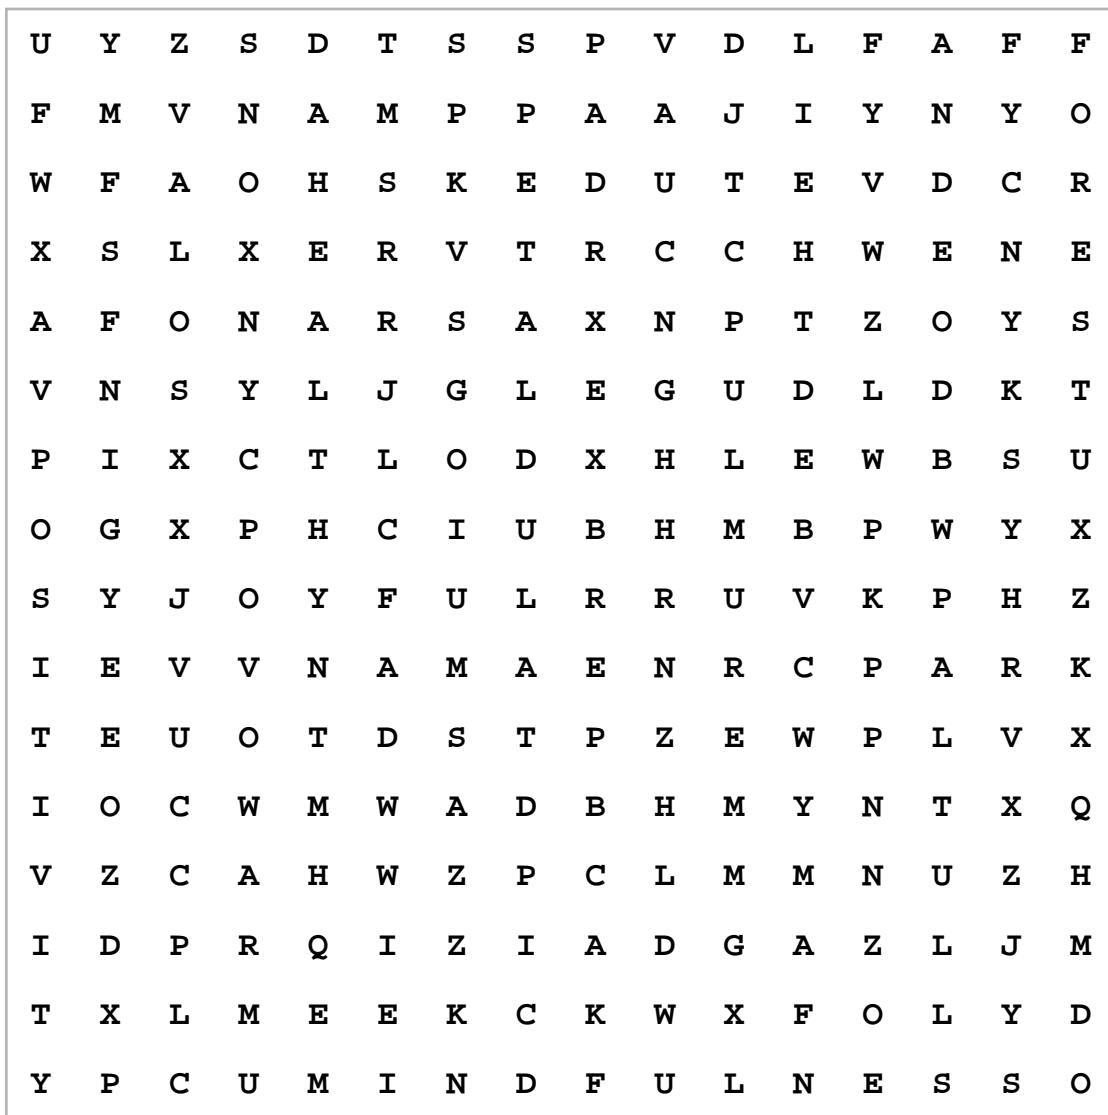 U Y Z S D T S S P V D L F A F F
F M V N A M P P A A J I Y N Y O
W F A O H S K E D U T E V D C R
X S L X E R V T R C C H W E N E
A F O N A R S A X N P T Z O Y S
V N S Y L J G L E G U D L D K T
P I X C T L O D X H L E W B S U
O G X P H C I U B H M B P W Y X
S Y J O Y F U L R R U V K P H Z
I E V V N A M A E N R C P A R K
T E U O T D S T P Z E W P L V X
I O C W M W A D B H M Y N T X Q
V Z C A H W Z P C L M M N U Z H
I D P R Q I Z I A D G A Z L J M
T X L M E E K C K W X F O L Y D
Y P C U M I N D F U L N E S S O